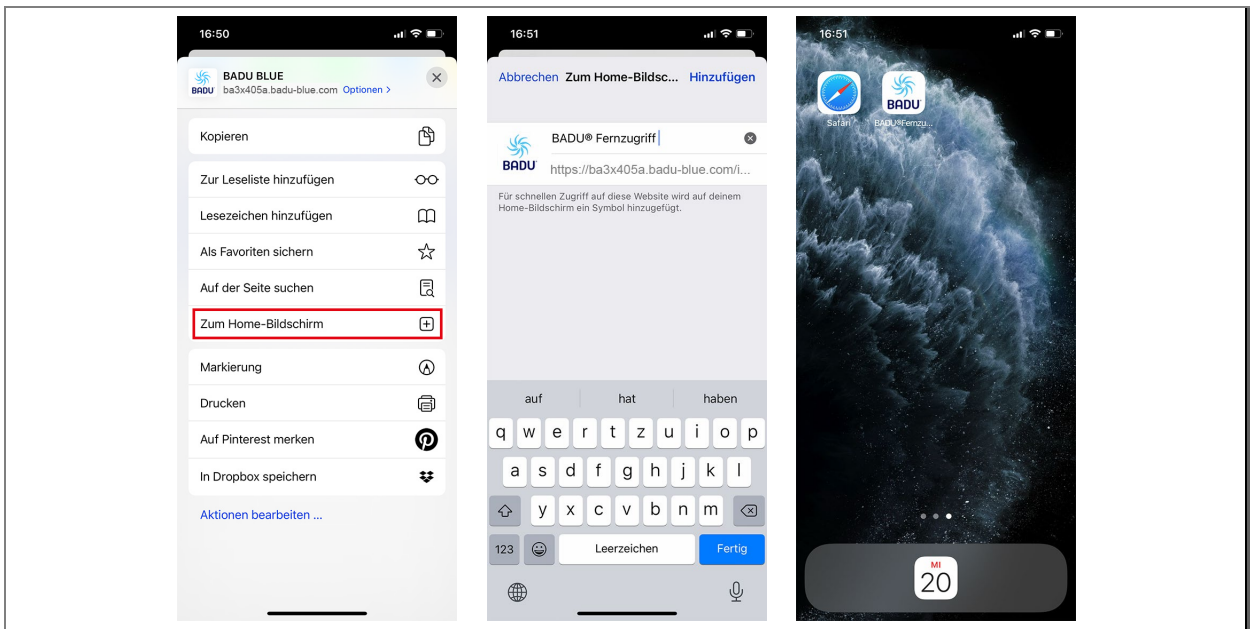 16:50
BADU BLUE
BADU
ba3x405a.badu-blue.com Optionen >
Kopieren
Zur Leseliste hinzufügen
Lesezeichen hinzufügen
Als Favoriten sichern
Auf der Seite suchen
Zum Home-Bildschirm
Markierung
Drucken
Auf Pinterest merken
In Dropbox speichern
Aktionen bearbeiten ...
16:51
Abbrechen Zum Home-Bildsc... Hinzufügen
BADU® Fernzugriff
BADU
https://ba3x405a.badu-blue.com/i...
Für schnellen Zugriff auf diese Website wird auf deinem
Home-Bildschirm ein Symbol hinzugefügt.
auf hat haben
q w e r t z u i o p
a s d f g h j k l
y x c v b n m
123 Leerzeichen Fertig
16:51
BADU
Safari BADU®Fernzu...
MI
20